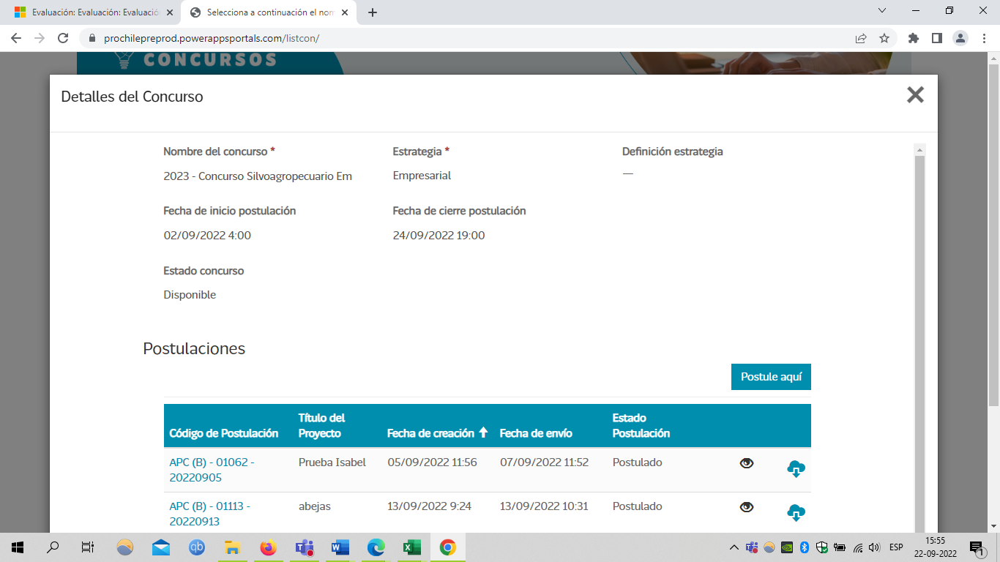 Evaluación: Evaluación: Evaluació
Selecciona a continuación el nom
prochilepreprod.powerappsportals.com/listcon/
CONCURSOS
Detalles del Concurso
Nombre del concurso * Estrategia * Definición estrategia
2023 - Concurso Silvoagropecuario Em Empresarial —
Fecha de inicio postulación Fecha de cierre postulación
02/09/2022 4:00 24/09/2022 19:00
Estado concurso
Disponible
Postulaciones
Postule aquí
Código de Postulación Título del Proyecto Fecha de creación Fecha de envío Estado Postulación
APC (B) - 01062 - Prueba Isabel 05/09/2022 11:56 07/09/2022 11:52 Postulado
20220905
APC (B) - 01113 - abejas 13/09/2022 9:24 13/09/2022 10:31 Postulado
20220913
qb
ESP
15:55
22-09-2022
1